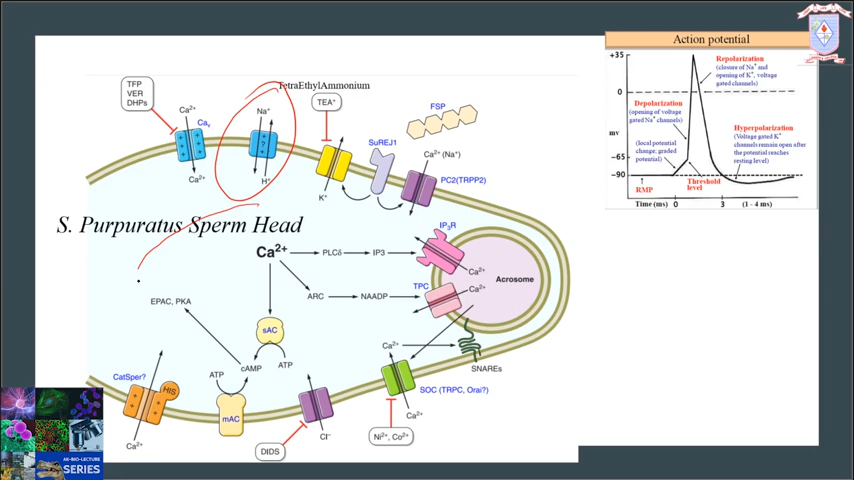 TetraEthylAmmonium
TFP
VER
DHPs
Ca2+
Cav
Ca2+
Na+
?
H+
TEA+
K+
SuREJ1
FSP
Ca2+ (Na+)
PC2(TRPP2)
S. Purpuratus Sperm Head
Ca2+
PLCδ
IP3
IP3R
Ca2+
Ca2+
Acrosome
TPC
ARC
NAADP
EPAC, PKA
sAC
cAMP
ATP
ATP
mAC
CatSper?
HIS
Ca2+
DIDS
Cl−
Ca2+
SNAREs
SOC (TRPC, Orai?)
Ca2+
Ni2+, Co2+
AK-BIO-LECTURE
SERIES
Action potential
+35
0
mv
−65
−90
Repolarization
(closure of Na+ and
opening of K+, voltage
gated channels)
Depolarization
(opening of voltage
gated Na+ channels)
(local potential
change; graded
potential)
Hyperpolarization
(Voltage gated K+
channels remain open after
the potential reaches
resting level)
RMP
Threshold
level
Time (ms) 0 3 (1 - 4 ms)